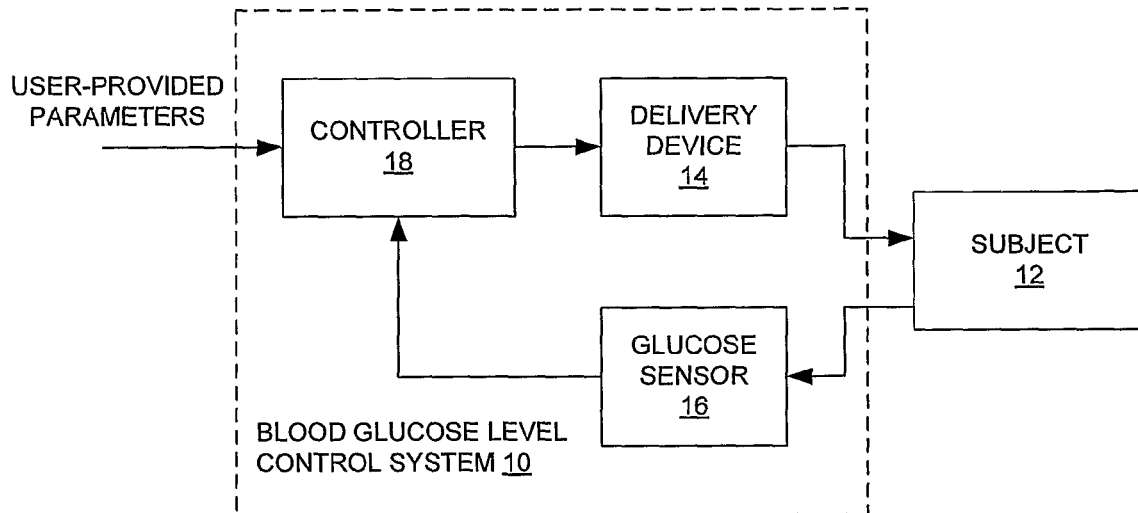 USER-PROVIDED
PARAMETERS
CONTROLLER
18
DELIVERY
DEVICE
14
SUBJECT
12
GLUCOSE
SENSOR
16
BLOOD GLUCOSE LEVEL
CONTROL SYSTEM 10